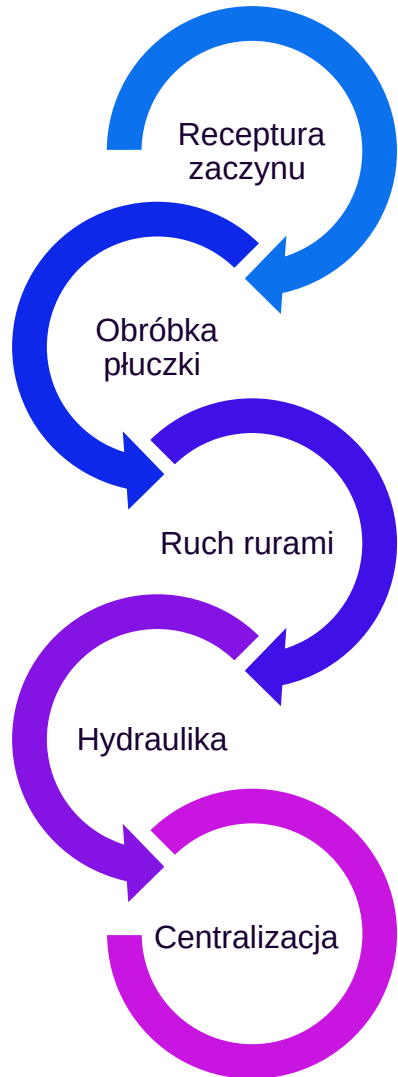 Receptura
zaczynu
Obróbka
płuczki
Ruch rurami
Hydraulika
Centralizacja